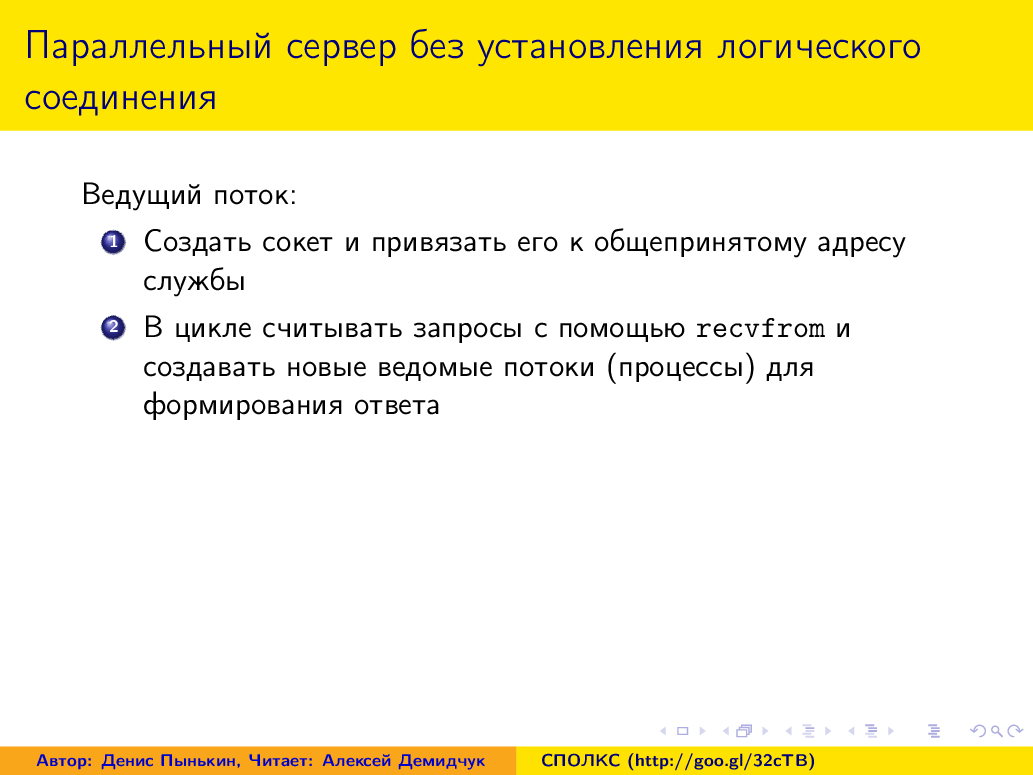 Параллельный сервер без установления логического
соединения
Ведущий поток:
1 Создать сокет и привязать его к общепринятому адресу
службы
2 В цикле считывать запросы с помощью recvfrom и
создавать новые ведомые потоки (процессы) для
формирования ответа
Автор: Денис Пынькин, Читает: Алексей Демидчук
СПОЛКС (http://goo.gl/32cTB)